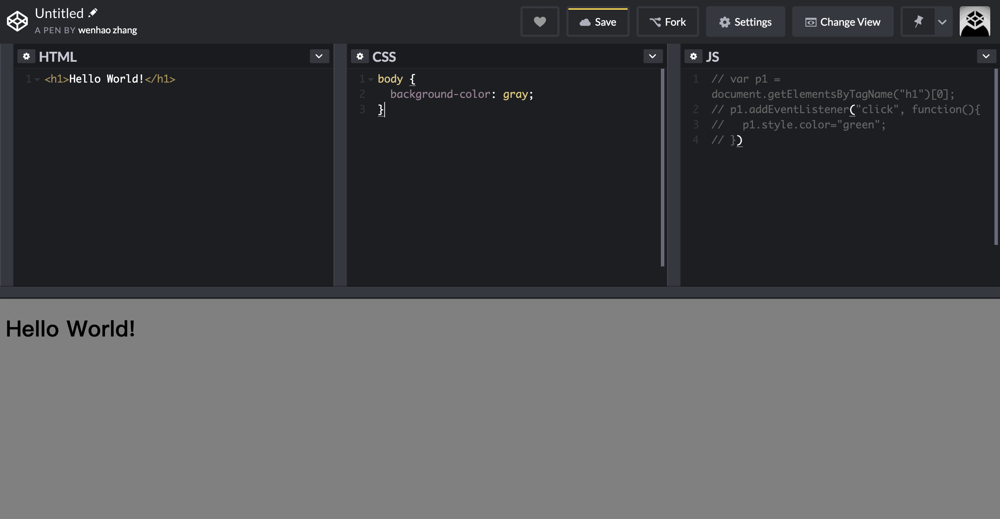 Untitled
A PEN BY wenhao zhang
Save
Fork
Settings
Change View
HTML
1 <h1>Hello World!</h1>
CSS
1 body {
2   background-color: gray;
3 }
JS
1 // var p1 =
document.getElementsByTagName("h1")[0];
2 // p1.addEventListener("click", function(){
3 //   p1.style.color="green";
4 // })
Hello World!